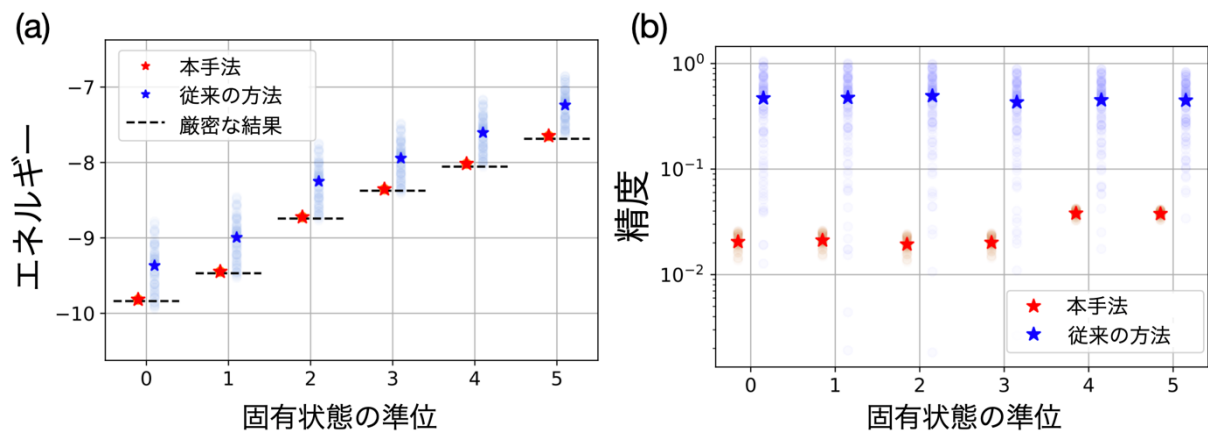 (a)
本手法
従来の方法
厳密な結果
エネルギー
−7
−8
−9
−10
0 1 2 3 4 5
固有状態の準位
(b)
精度
10⁰
10⁻¹
10⁻²
本手法
従来の方法
0 1 2 3 4 5
固有状態の準位